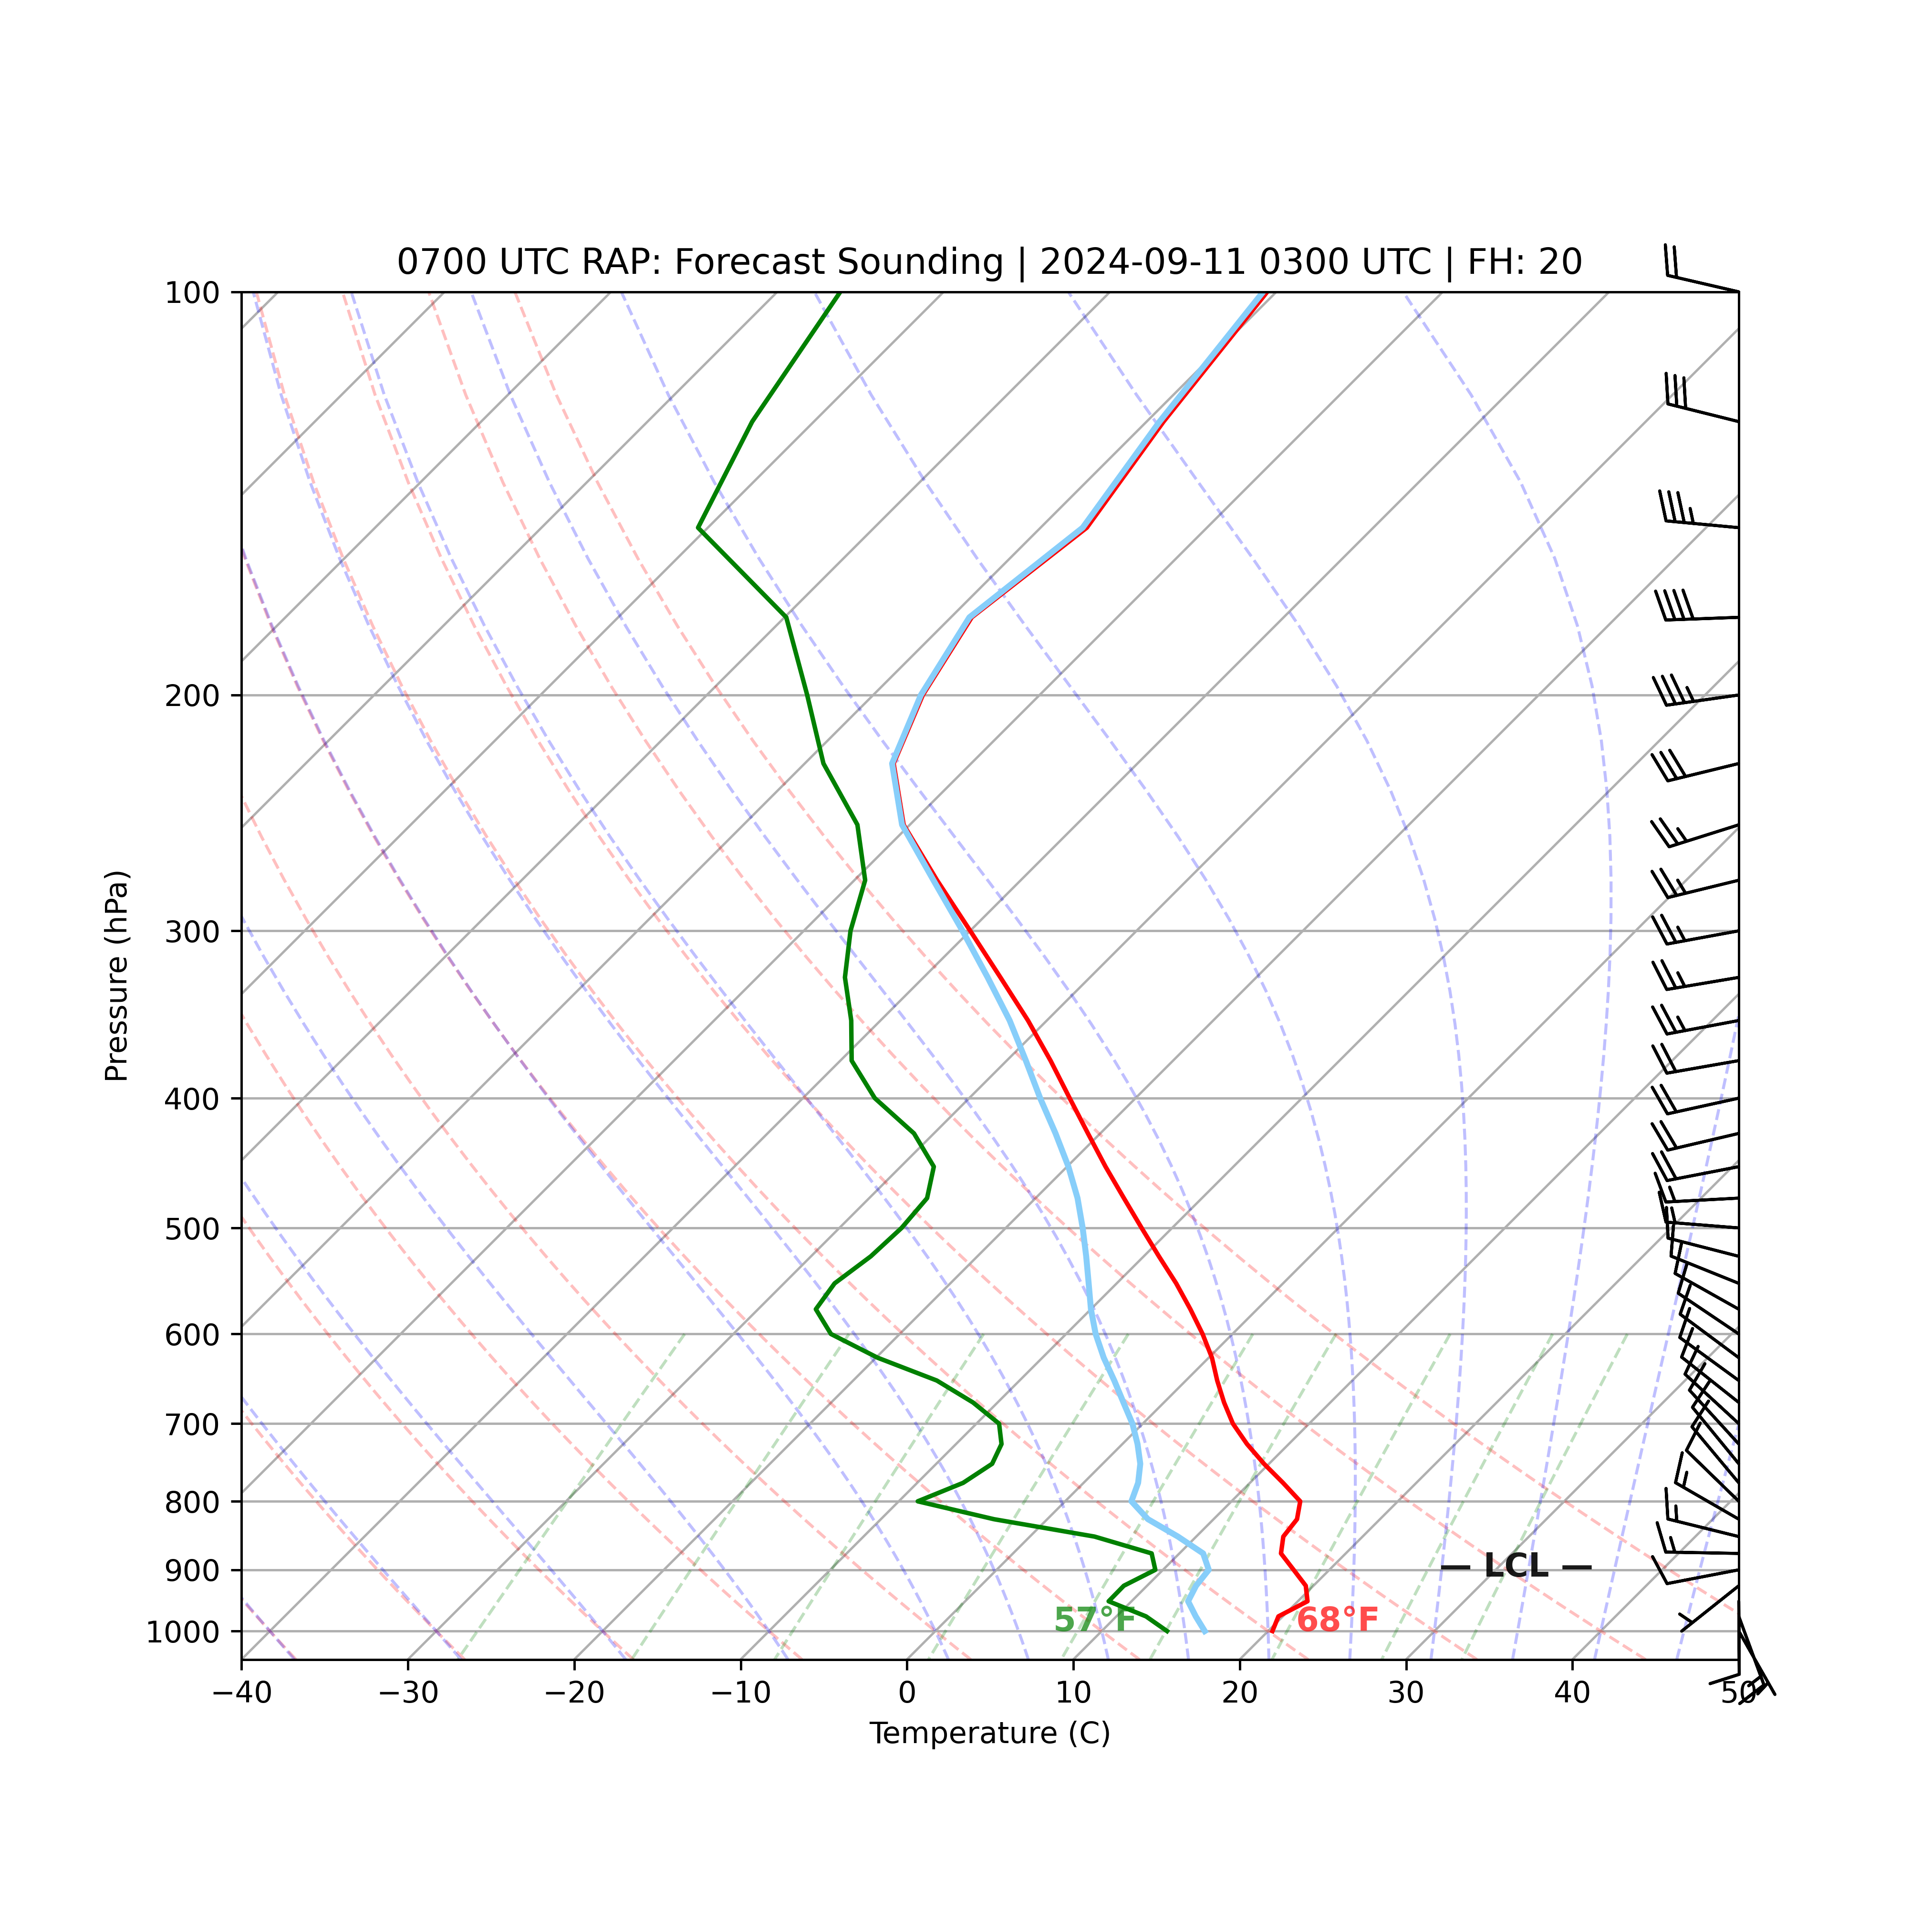 0700 UTC RAP: Forecast Sounding | 2024-09-11 0300 UTC | FH: 20
100
200
300
400
500
600
700
800
900
1000
Pressure (hPa)
— LCL —
57°F
68°F
−40 −30 −20 −10 0 10 20 30 40 50
Temperature (C)